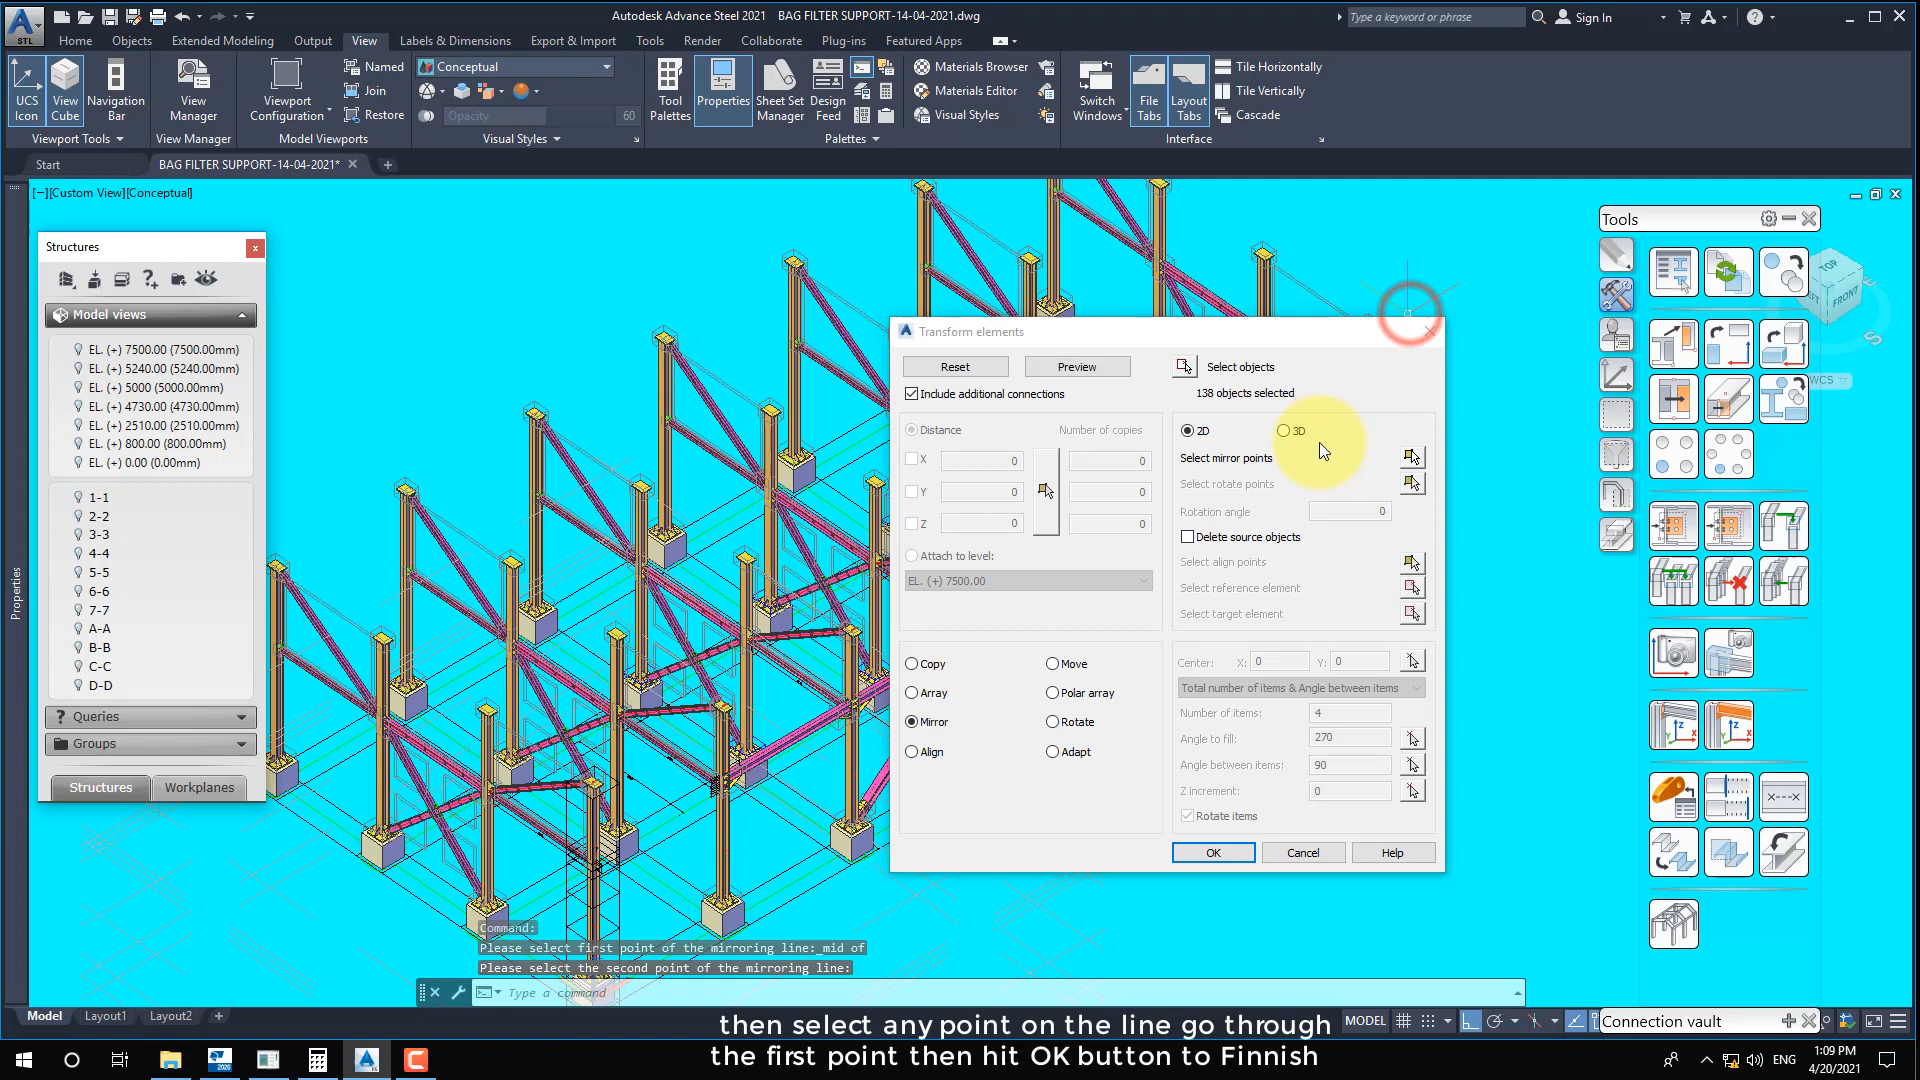 STL
Autodesk Advance Steel 2021 BAG FILTER SUPPORT-14-04-2021.dwg
Type a keyword or phrase
Sign In
Home Objects Extended Modeling Output View Labels & Dimensions Export & Import Tools Render Collaborate Plug-ins Featured Apps
UCS Icon
View Cube
Navigation Bar
Viewport Tools
View Manager
View Manager
Viewport Configuration
Named
Join
Restore
Model Viewports
Conceptual
Opacity 60
Visual Styles
Tool Palettes
Properties
Sheet Set Manager
Design Feed
Palettes
Materials Browser
Materials Editor
Visual Styles
Switch Windows
File Tabs
Layout Tabs
Tile Horizontally
Tile Vertically
Cascade
Interface
Start
BAG FILTER SUPPORT-14-04-2021*
[−][Custom View][Conceptual]
Structures
Model views
EL. (+) 7500.00 (7500.00mm)
EL. (+) 5240.00 (5240.00mm)
EL. (+) 5000 (5000.00mm)
EL. (+) 4730.00 (4730.00mm)
EL. (+) 2510.00 (2510.00mm)
EL. (+) 800.00 (800.00mm)
EL. (+) 0.00 (0.00mm)
1-1
2-2
3-3
4-4
5-5
6-6
7-7
A-A
B-B
C-C
D-D
Queries
Groups
Structures Workplanes
Properties
Transform elements
Reset Preview Select objects
Include additional connections 138 objects selected
Distance Number of copies
X 0 0
Y 0 0
Z 0 0
Attach to level:
EL. (+) 7500.00
2D 3D
Select mirror points
Select rotate points
Rotation angle 0
Delete source objects
Select align points
Select reference element
Select target element
Copy Move
Array Polar array
Mirror Rotate
Align Adapt
Center: X: 0 Y: 0
Total number of items & Angle between items
Number of items: 4
Angle to fill: 270
Angle between items: 90
Z increment: 0
Rotate items
OK Cancel Help
Tools
TOP
FRONT
WCS
Command:
Please select first point of the mirroring line:_mid of
Please select the second point of the mirroring line:
Type a command
Model Layout1 Layout2
MODEL
Connection vault
then select any point on the line go through
the first point then hit OK button to Finnish
ENG
1:09 PM
4/20/2021